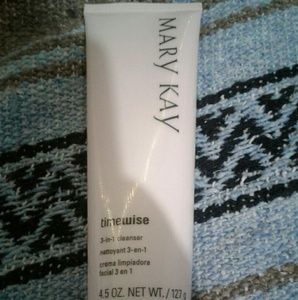 MARY KAY
timewise
3-in-1 cleanser
nettoyant 3-en-1
crema limpiadora
facial 3 en 1
4.5 OZ. NET WT. / 127 g